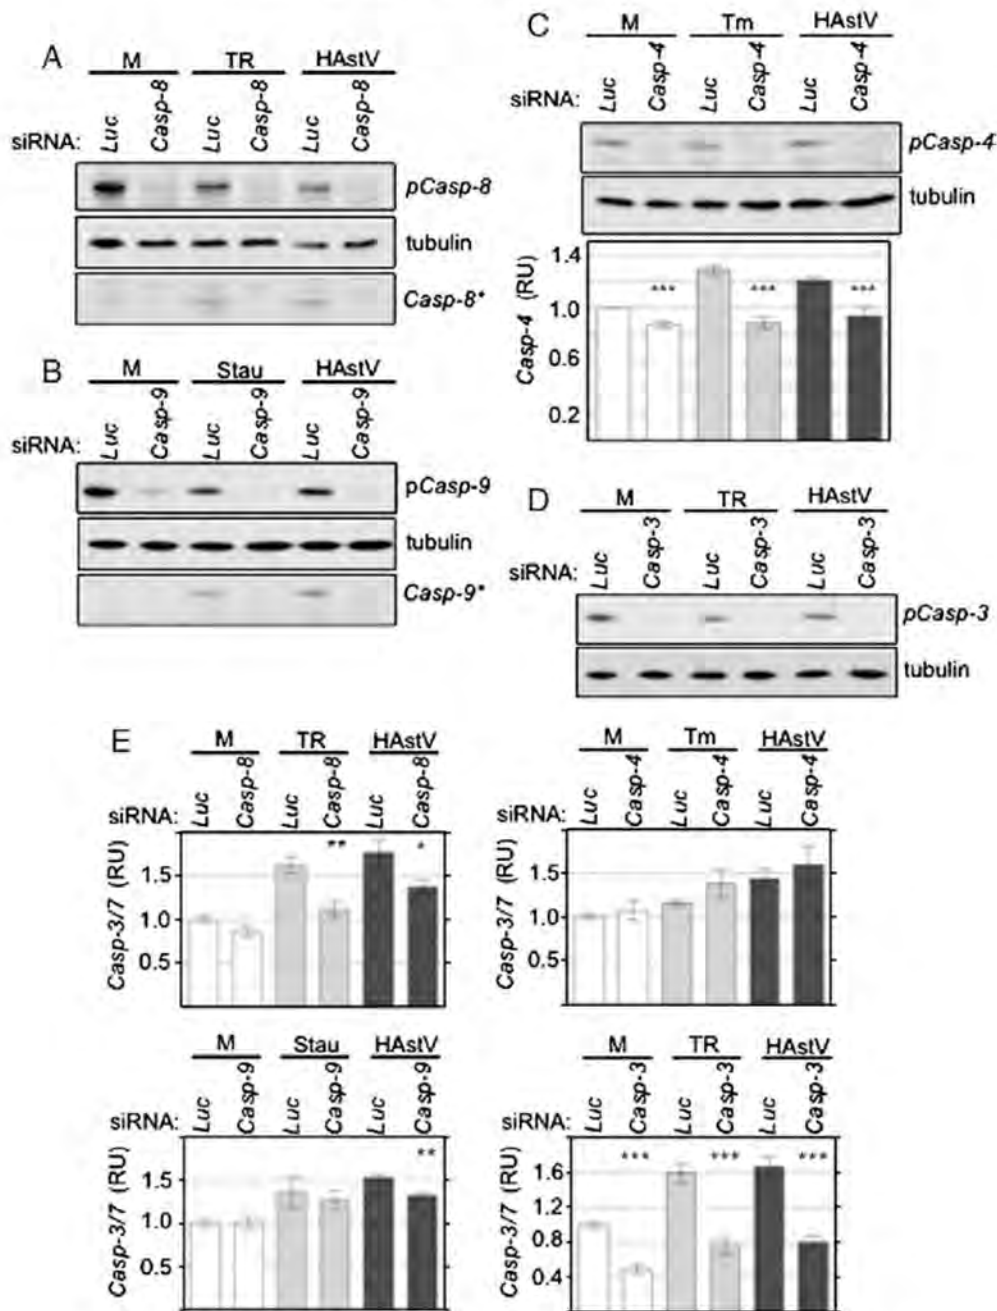 A
M TR HAstV
siRNA: Luc Casp-8 Luc Casp-8 Luc Casp-8
pCasp-8
tubulin
Casp-8*
B
M Stau HAstV
siRNA: Luc Casp-9 Luc Casp-9 Luc Casp-9
pCasp-9
tubulin
Casp-9*
C
M Tm HAstV
siRNA: Luc Casp-4 Luc Casp-4 Luc Casp-4
pCasp-4
tubulin
Casp-4 (RU)
1.4
*** *** ***
1.0
0.6
0.2
D
M TR HAstV
siRNA: Luc Casp-3 Luc Casp-3 Luc Casp-3
pCasp-3
tubulin
E
M TR HAstV
siRNA: Luc Casp-8 Luc Casp-8 Luc Casp-8
Casp-3/7 (RU)
** *
1.5
1.0
0.5
M Tm HAstV
siRNA: Luc Casp-4 Luc Casp-4 Luc Casp-4
Casp-3/7 (RU)
1.5
1.0
0.5
M Stau HAstV
siRNA: Luc Casp-9 Luc Casp-9 Luc Casp-9
Casp-3/7 (RU)
**
1.5
1.0
0.5
M TR HAstV
siRNA: Luc Casp-3 Luc Casp-3 Luc Casp-3
Casp-3/7 (RU)
*** *** ***
1.6
1.2
0.8
0.4